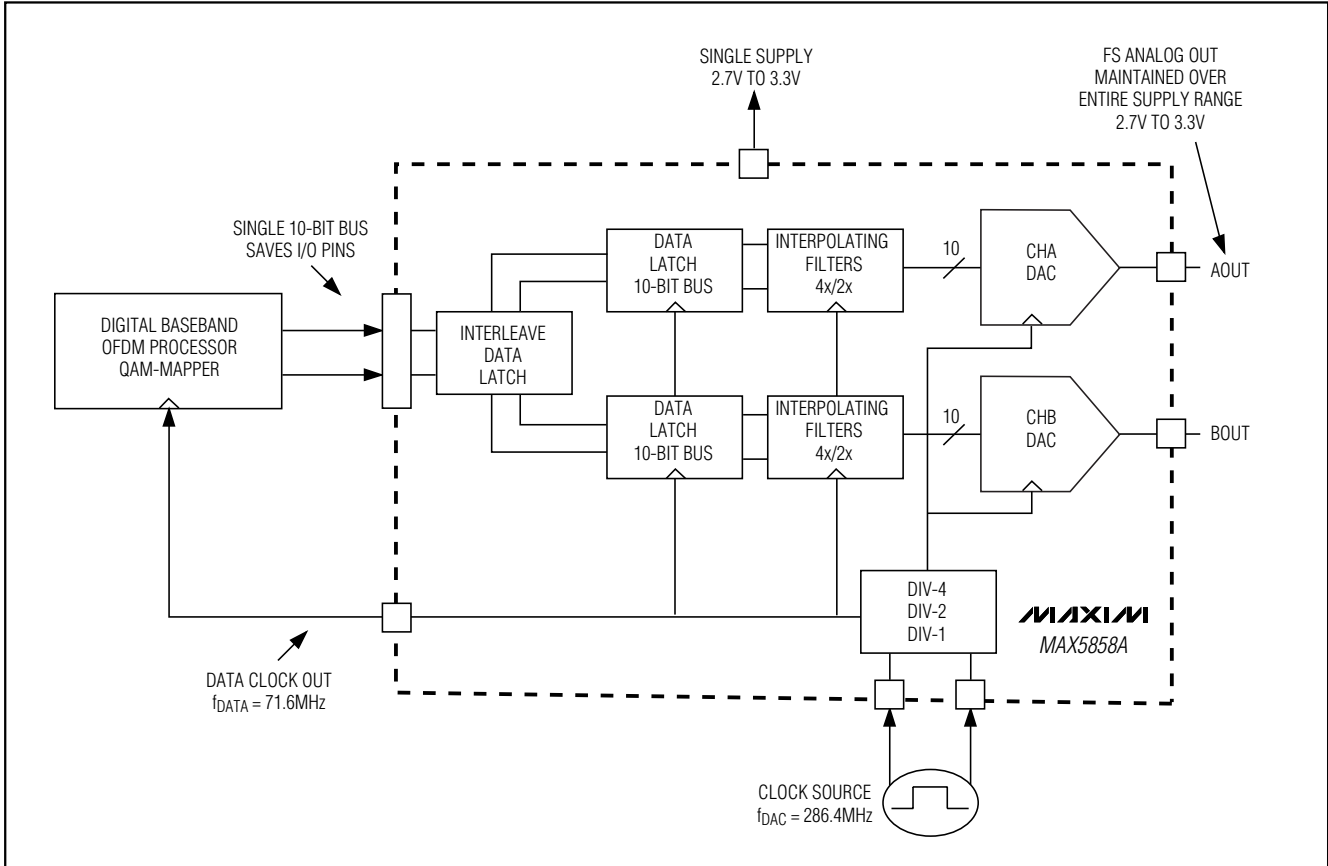 SINGLE SUPPLY
2.7V TO 3.3V
FS ANALOG OUT
MAINTAINED OVER
ENTIRE SUPPLY RANGE
2.7V TO 3.3V
SINGLE 10-BIT BUS
SAVES I/O PINS
DIGITAL BASEBAND
OFDM PROCESSOR
QAM-MAPPER
INTERLEAVE
DATA
LATCH
DATA
LATCH
10-BIT BUS
INTERPOLATING
FILTERS
4x/2x
10
CHA
DAC
AOUT
DATA
LATCH
10-BIT BUS
INTERPOLATING
FILTERS
4x/2x
10
CHB
DAC
BOUT
DIV-4
DIV-2
DIV-1
MAXIM
MAX5858A
DATA CLOCK OUT
fDATA = 71.6MHz
CLOCK SOURCE
fDAC = 286.4MHz